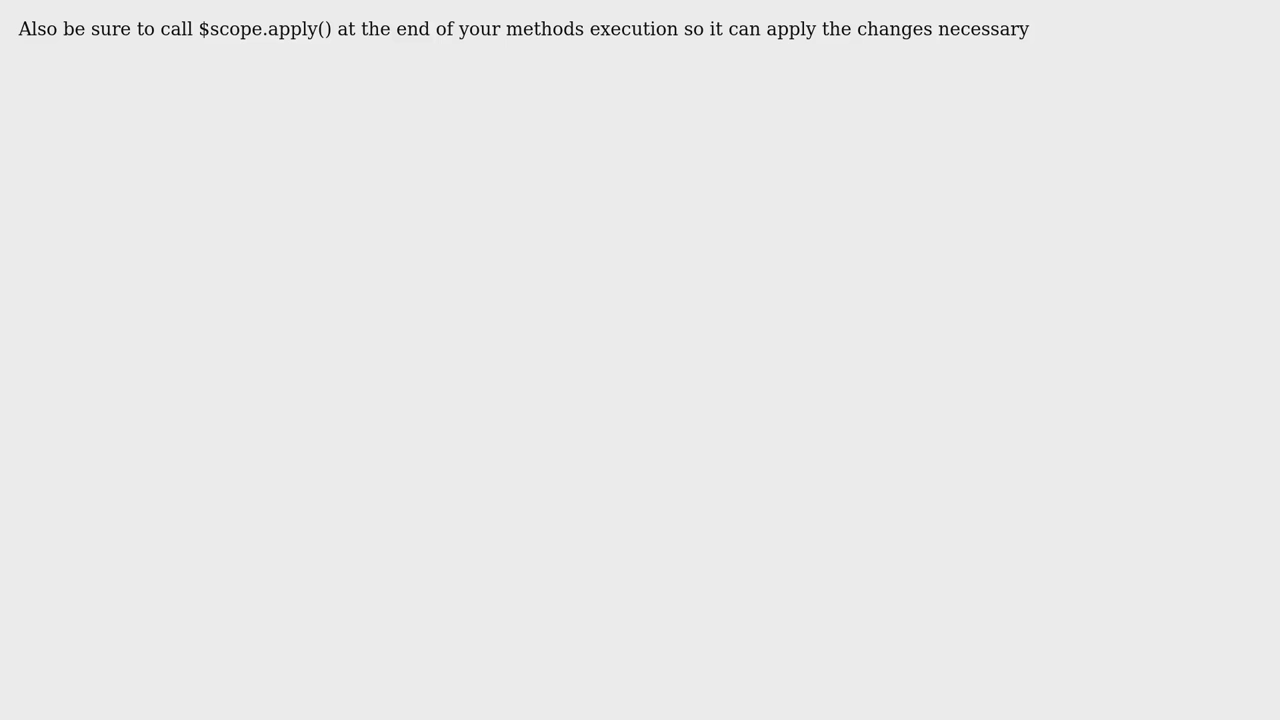 Also be sure to call $scope.apply() at the end of your methods execution so it can apply the changes necessary